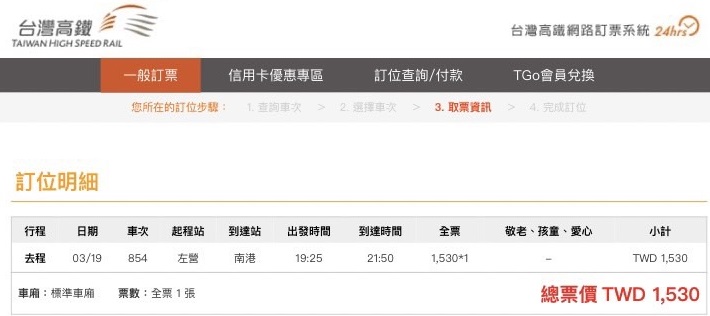 台灣高鐵
TAIWAN HIGH SPEED RAIL
台灣高鐵網路訂票系統 24hrs
一般訂票 信用卡優惠專區 訂位查詢/付款 TGo會員兌換
您所在的訂位步驟： 1. 查詢車次 > 2. 選擇車次 > 3. 取票資訊 > 4. 完成訂位
訂位明細
行程 日期 車次 起程站 到達站 出發時間 到達時間 全票 敬老、孩童、愛心 小計
去程 03/19 854 左營 南港 19:25 21:50 1,530*1 – TWD 1,530
車廂：標準車廂 票數：全票 1 張 總票價 TWD 1,530